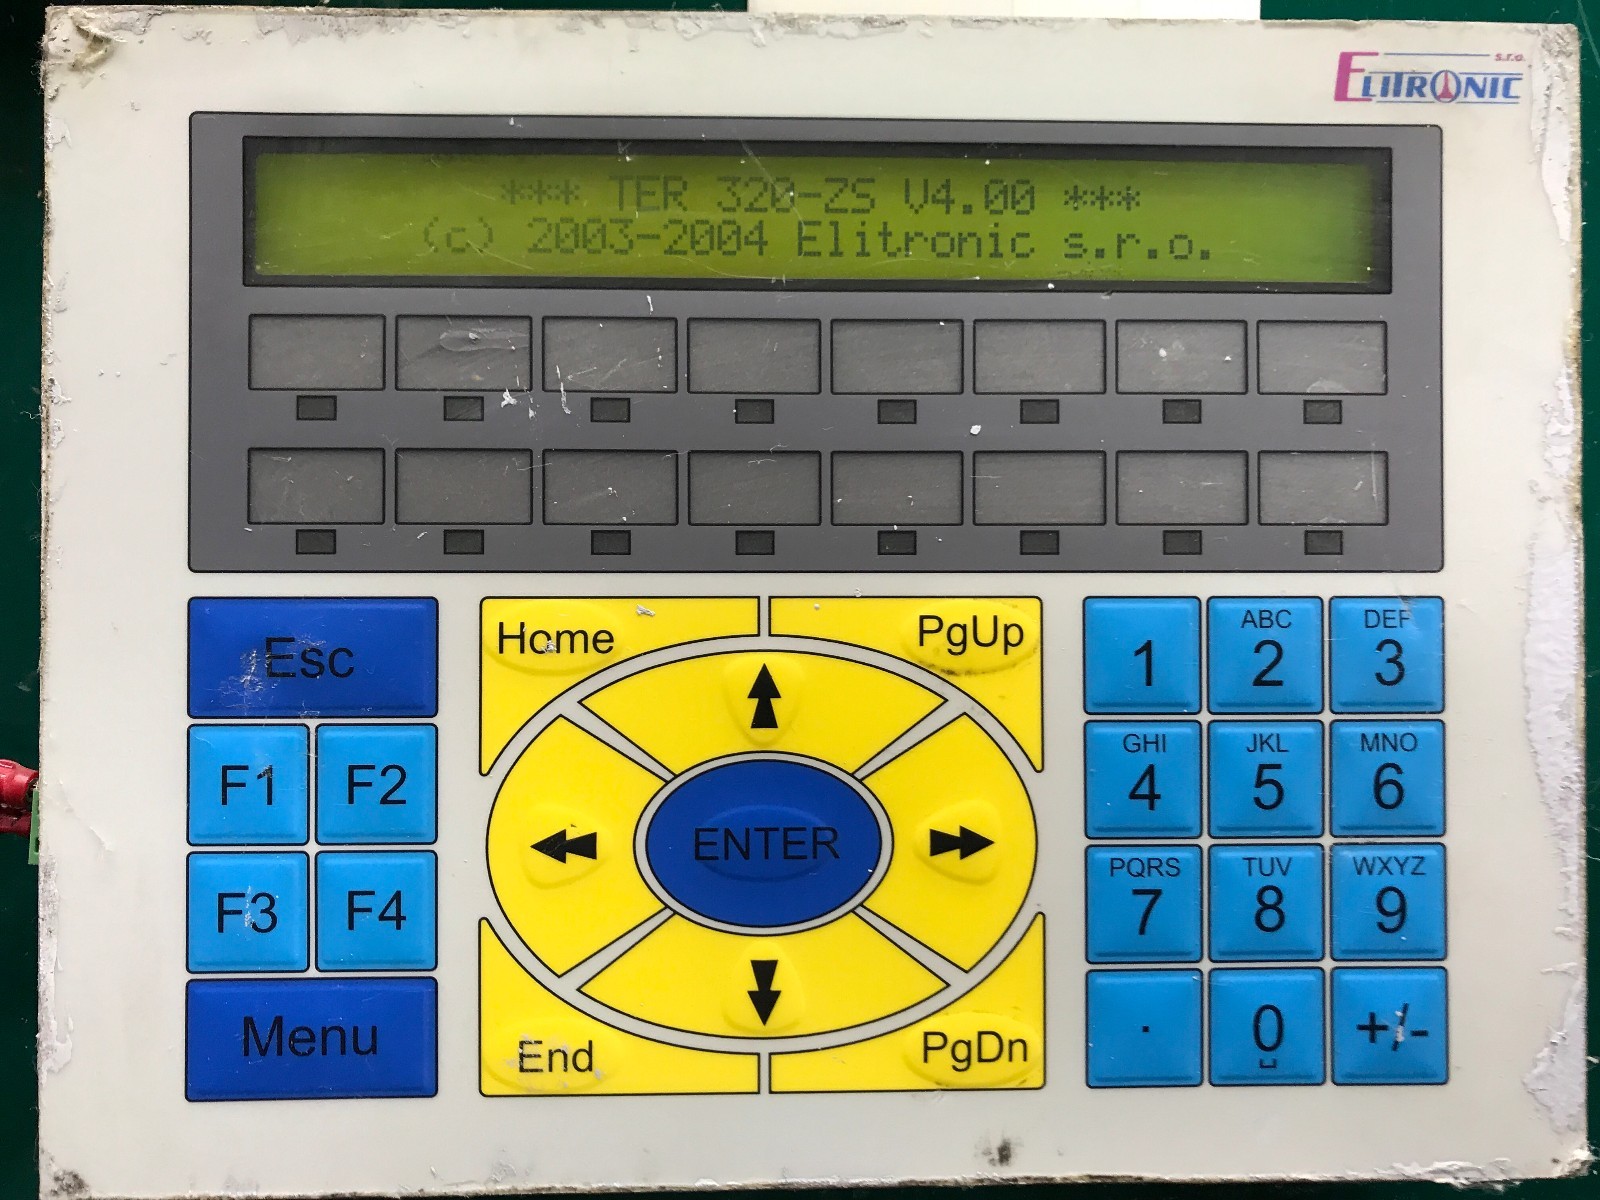 s.r.o.
ELITRONIC
*** TER 320-ZS V4.00 ***
(c) 2003-2004 Elitronic s.r.o.
Esc
F1 F2
F3 F4
Menu
Home PgUp
ENTER
End PgDn
1 ABC 2 DEF 3
GHI 4 JKL 5 MNO 6
PQRS 7 TUV 8 WXYZ 9
. 0 +/-